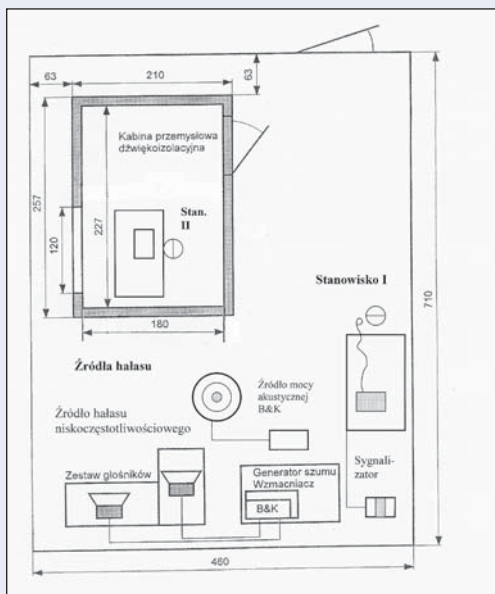 63
210
63
Kabina przemysłowa
dźwiękoizolacyjna
257
120
227
Stan.
II
180
Stanowisko I
710
Źródła hałasu
Źródło hałasu
niskoczęstotliwościowego
Źródło mocy
akustycznej
B&K
Zestaw głośników
Generator szumu
Wzmacniacz
B&K
Sygnali-
zator
460